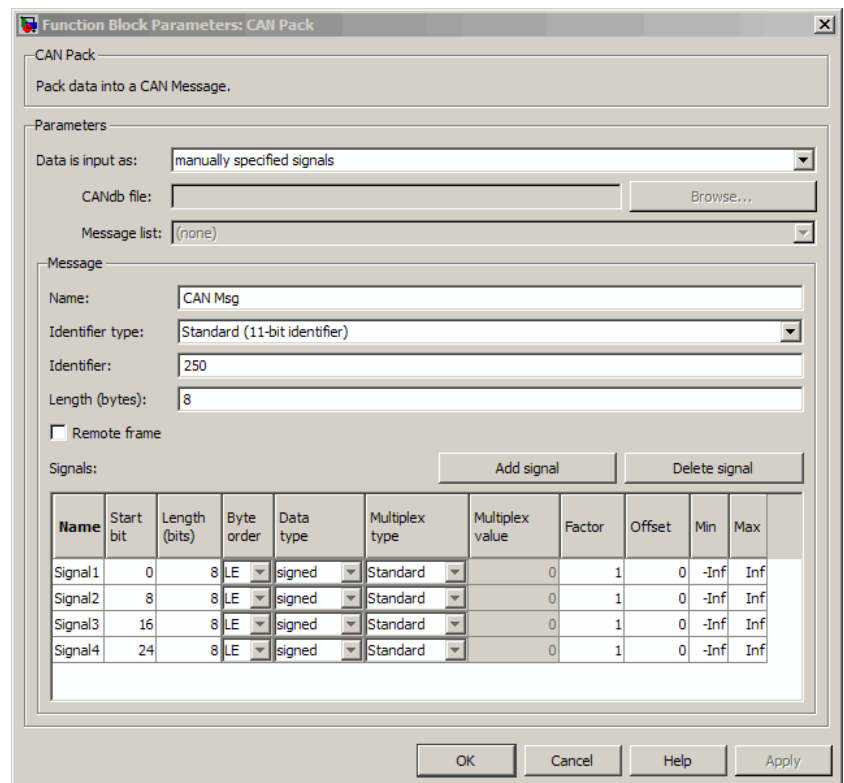 Function Block Parameters: CAN Pack
CAN Pack
Pack data into a CAN Message.
Parameters
Data is input as: manually specified signals
CANdb file: Browse...
Message list: (none)
Message
Name: CAN Msg
Identifier type: Standard (11-bit identifier)
Identifier: 250
Length (bytes): 8
Remote frame
Signals: Add signal Delete signal
Name Start bit Length (bits) Byte order Data type Multiplex type Multiplex value Factor Offset Min Max
Signal1 0 8 LE signed Standard 0 1 0 -Inf Inf
Signal2 8 8 LE signed Standard 0 1 0 -Inf Inf
Signal3 16 8 LE signed Standard 0 1 0 -Inf Inf
Signal4 24 8 LE signed Standard 0 1 0 -Inf Inf
OK Cancel Help Apply